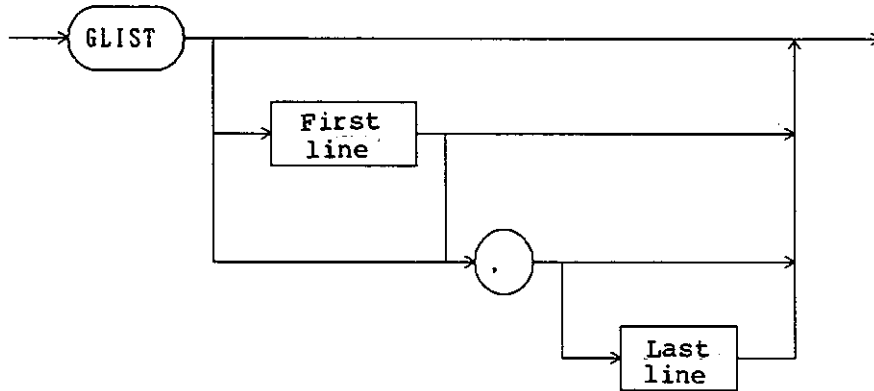 GLIST
First
line
,
Last
line